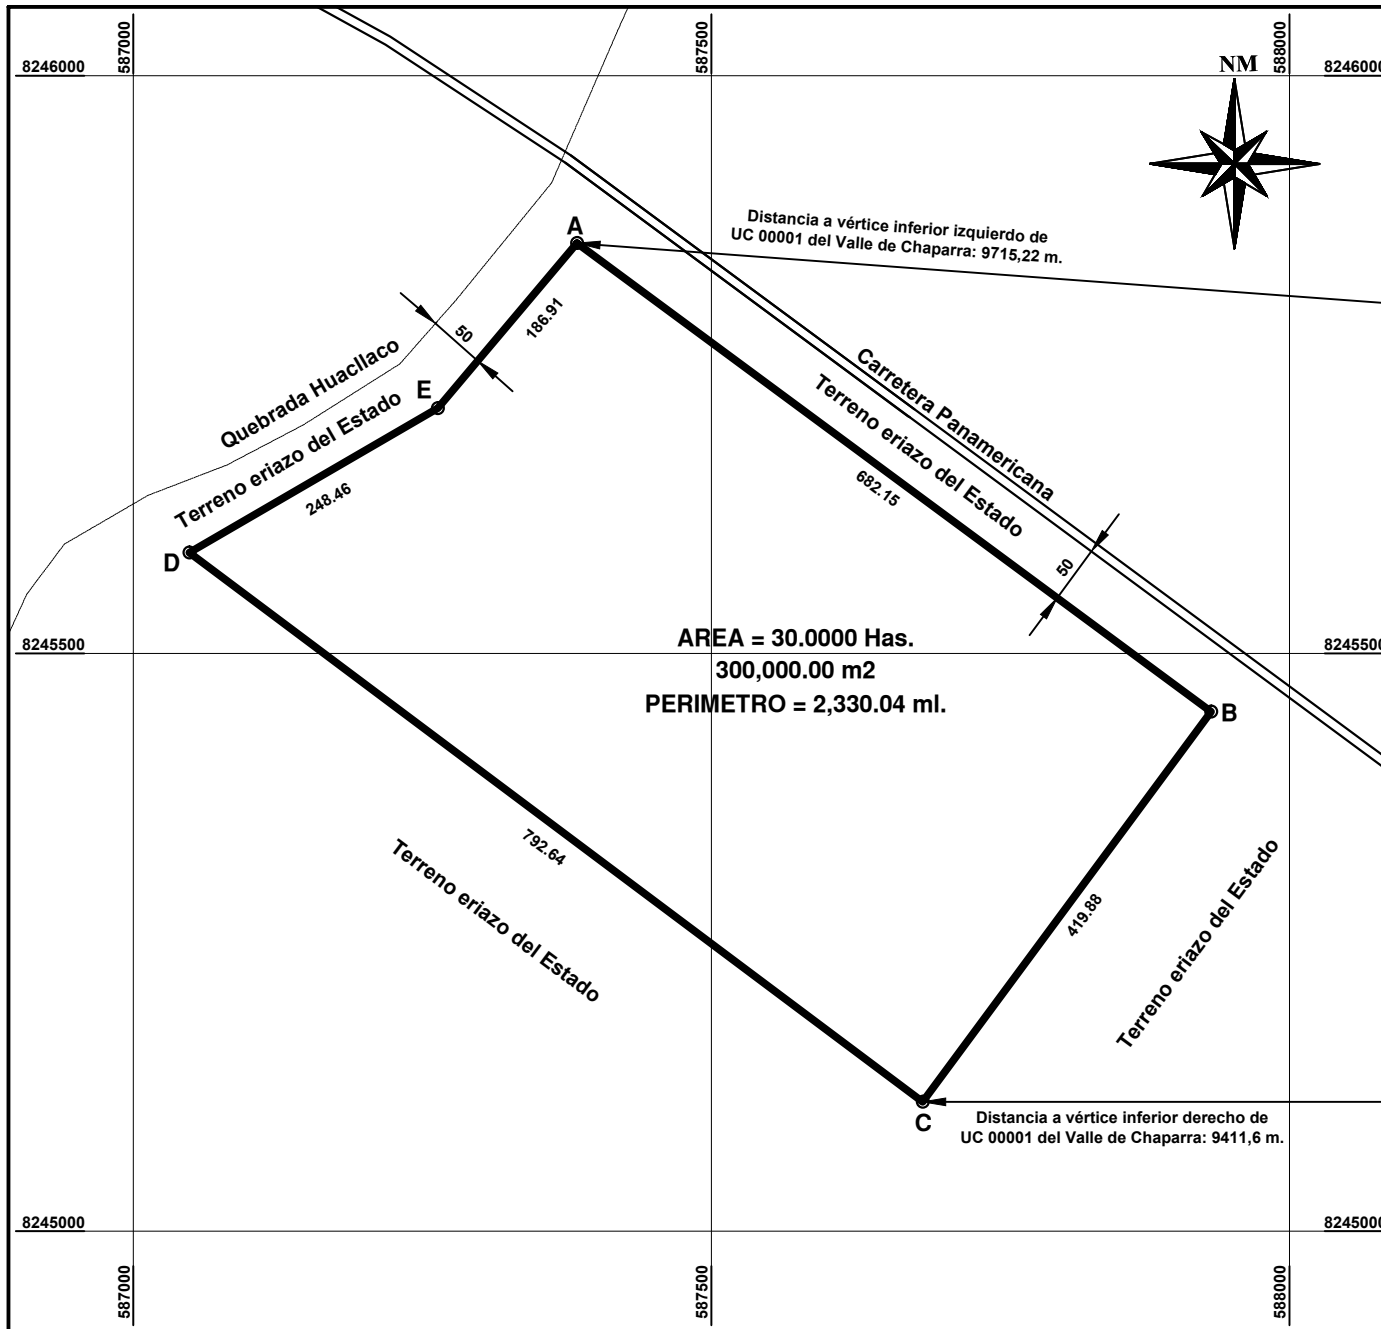 587000
587500
588000
8246000
8246000
NM
A
Distancia a vértice inferior izquierdo de
UC 00001 del Valle de Chaparra: 9715,22 m.
50
186.91
Quebrada Huacllaco
Terreno eriazo del Estado
E
248.46
D
Carretera Panamericana
Terreno eriazo del Estado
682.15
50
8245500
8245500
AREA = 30.0000 Has.
300,000.00 m2
PERIMETRO = 2,330.04 ml.
B
792.64
Terreno eriazo del Estado
419.88
Terreno eriazo del Estado
C
Distancia a vértice inferior derecho de
UC 00001 del Valle de Chaparra: 9411,6 m.
8245000
8245000
587000
587500
588000